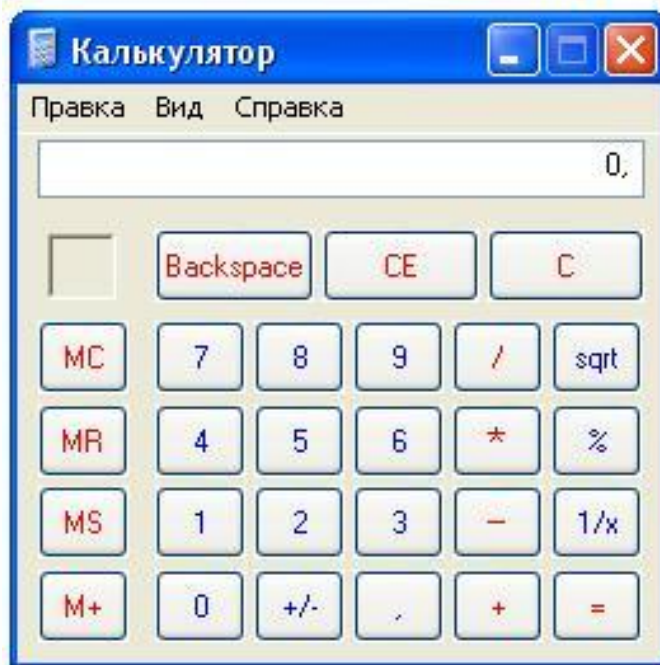 Калькулятор
Правка Вид Справка
0,
Backspace CE C
MC 7 8 9 / sqrt
MR 4 5 6 * %
MS 1 2 3 − 1/x
M+ 0 +/- , + =